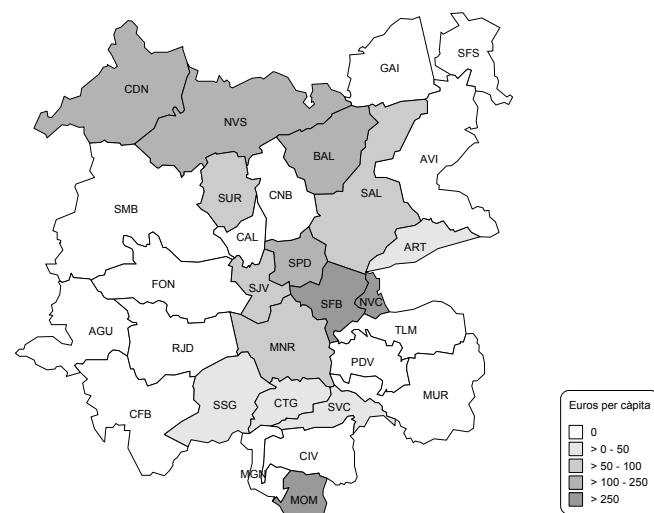 GAI
SFS
CDN
NVS
BAL
AVI
SUR
CNB
SAL
SMB
CAL
ART
SPD
FON
SJV
SFB
NVC
AGU
TLM
RJD
MNR
PDV
MUR
SSG
CTG
SVC
CFB
CIV
MGN
MOM
Euros per càpita
0
> 0 - 50
> 50 - 100
> 100 - 250
> 250